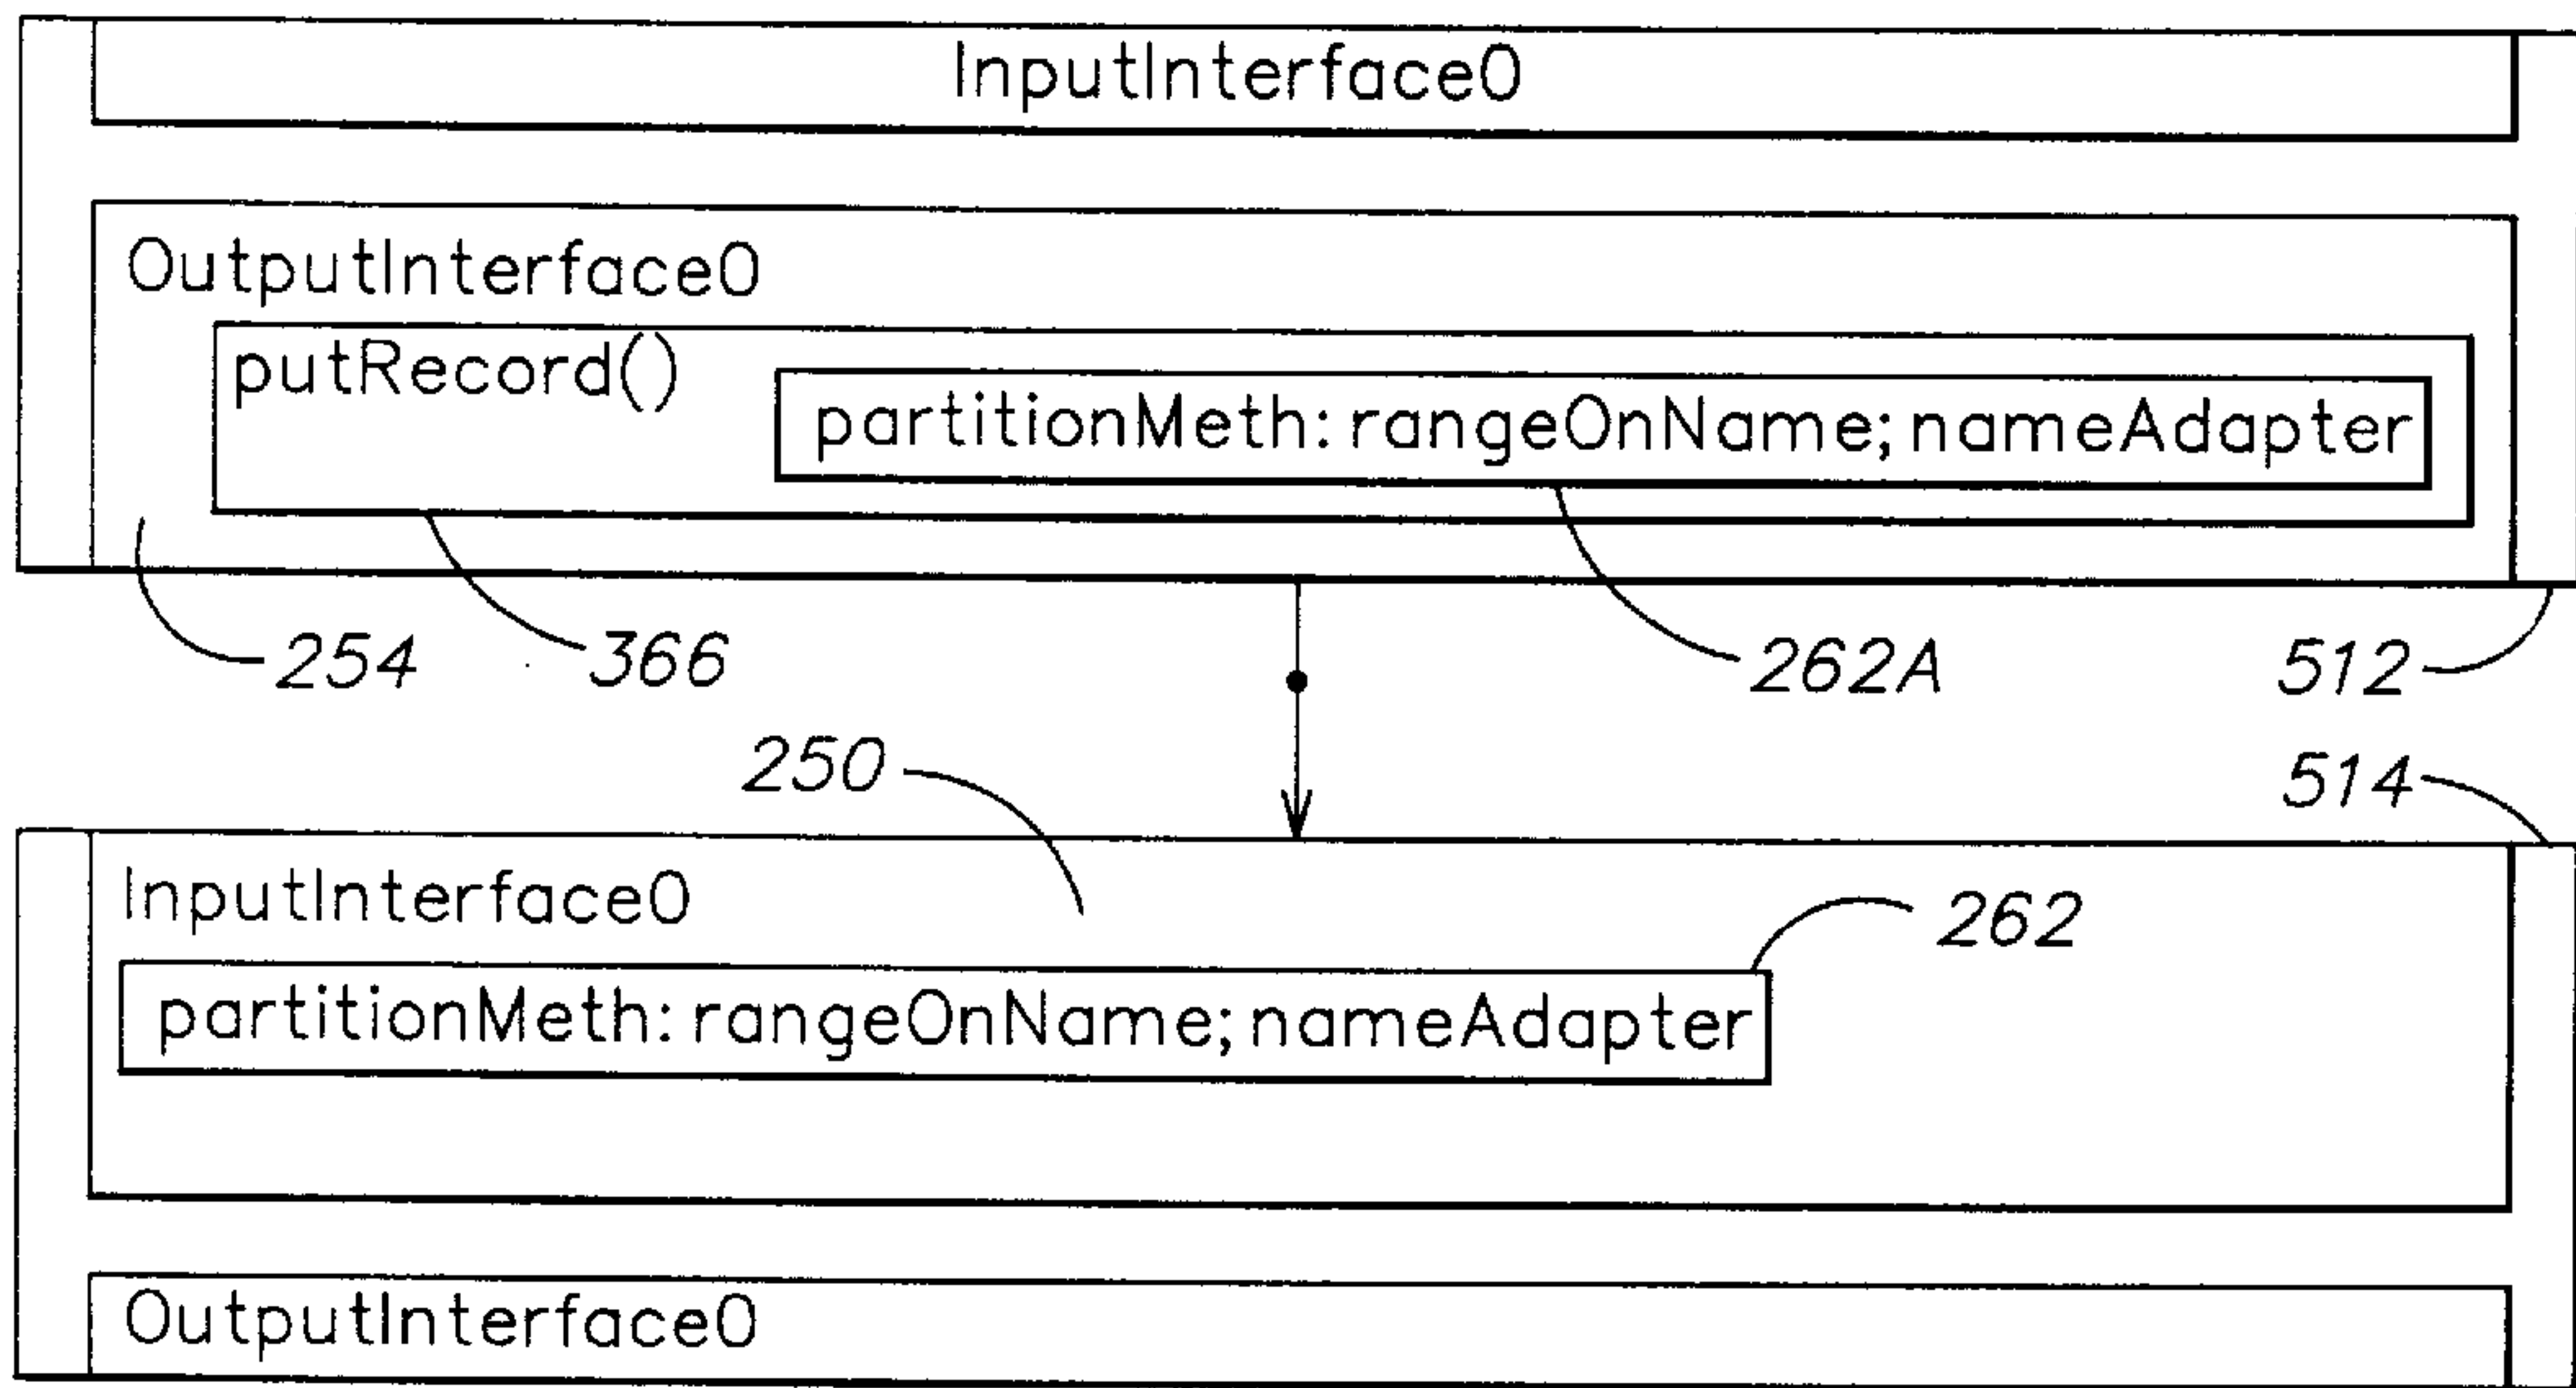 InputInterface0
OutputInterface0
putRecord()
partitionMeth: rangeOnName; nameAdapter
254
366
262A
512
250
514
InputInterface0
262
partitionMeth: rangeOnName; nameAdapter
OutputInterface0